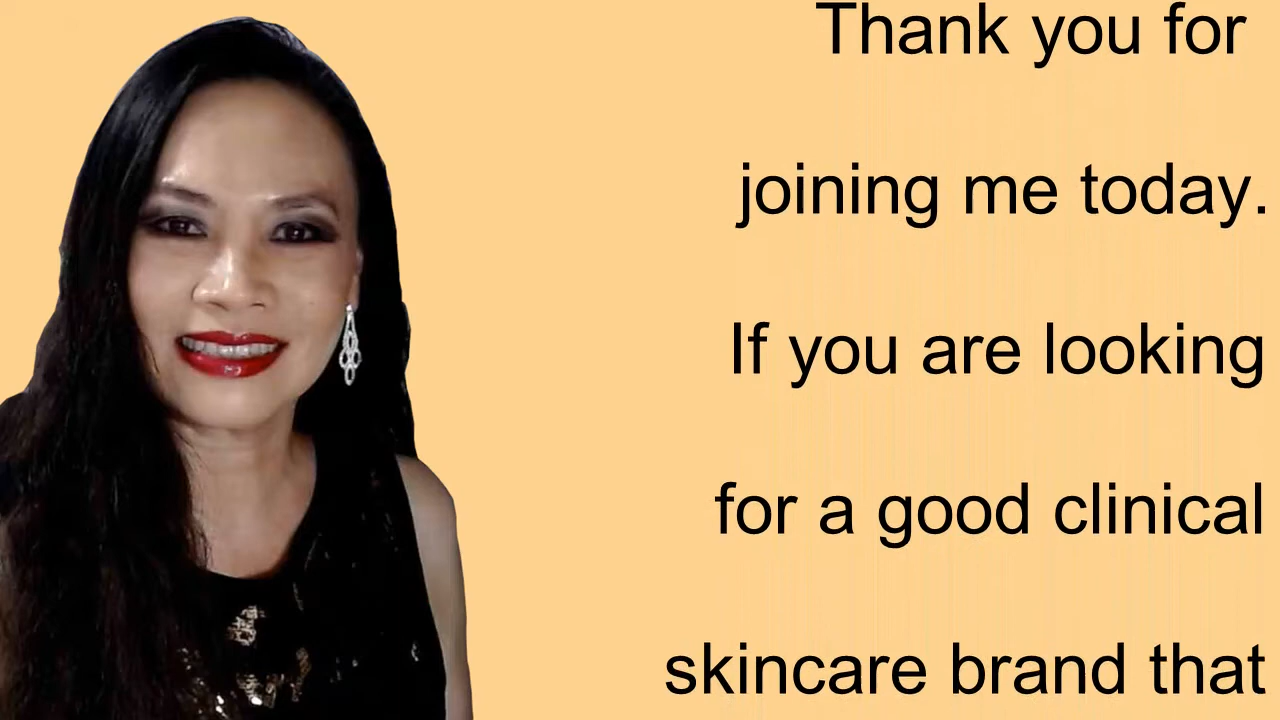 Thank you for
joining me today.
If you are looking
for a good clinical
skincare brand that